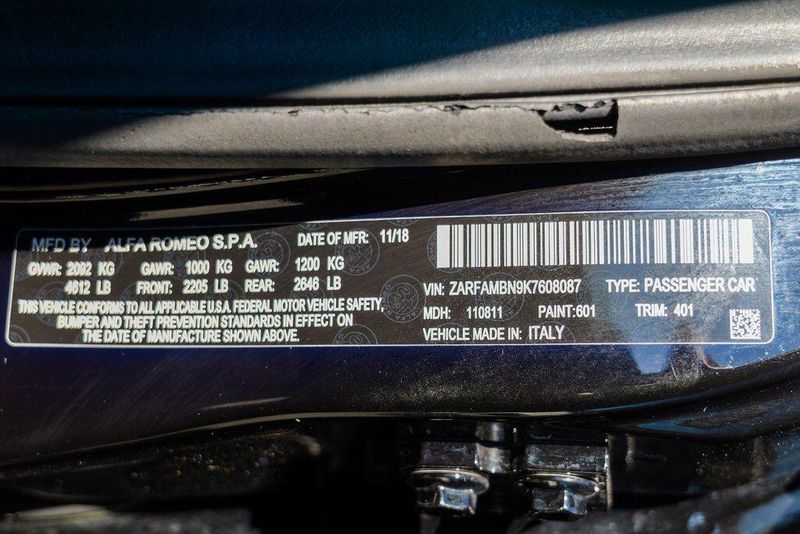 MFD BY ALFA ROMEO S.P.A. DATE OF MFR: 11/18
GVWR: 2092 KG GAWR: 1000 KG GAWR: 1200 KG
4612 LB FRONT: 2205 LB REAR: 2646 LB
THIS VEHICLE CONFORMS TO ALL APPLICABLE U.S.A. FEDERAL MOTOR VEHICLE SAFETY,
BUMPER AND THEFT PREVENTION STANDARDS IN EFFECT ON
THE DATE OF MANUFACTURE SHOWN ABOVE.
VIN: ZARFAMBN9K7608087 TYPE: PASSENGER CAR
MDH: 110811 PAINT: 601 TRIM: 401
VEHICLE MADE IN: ITALY